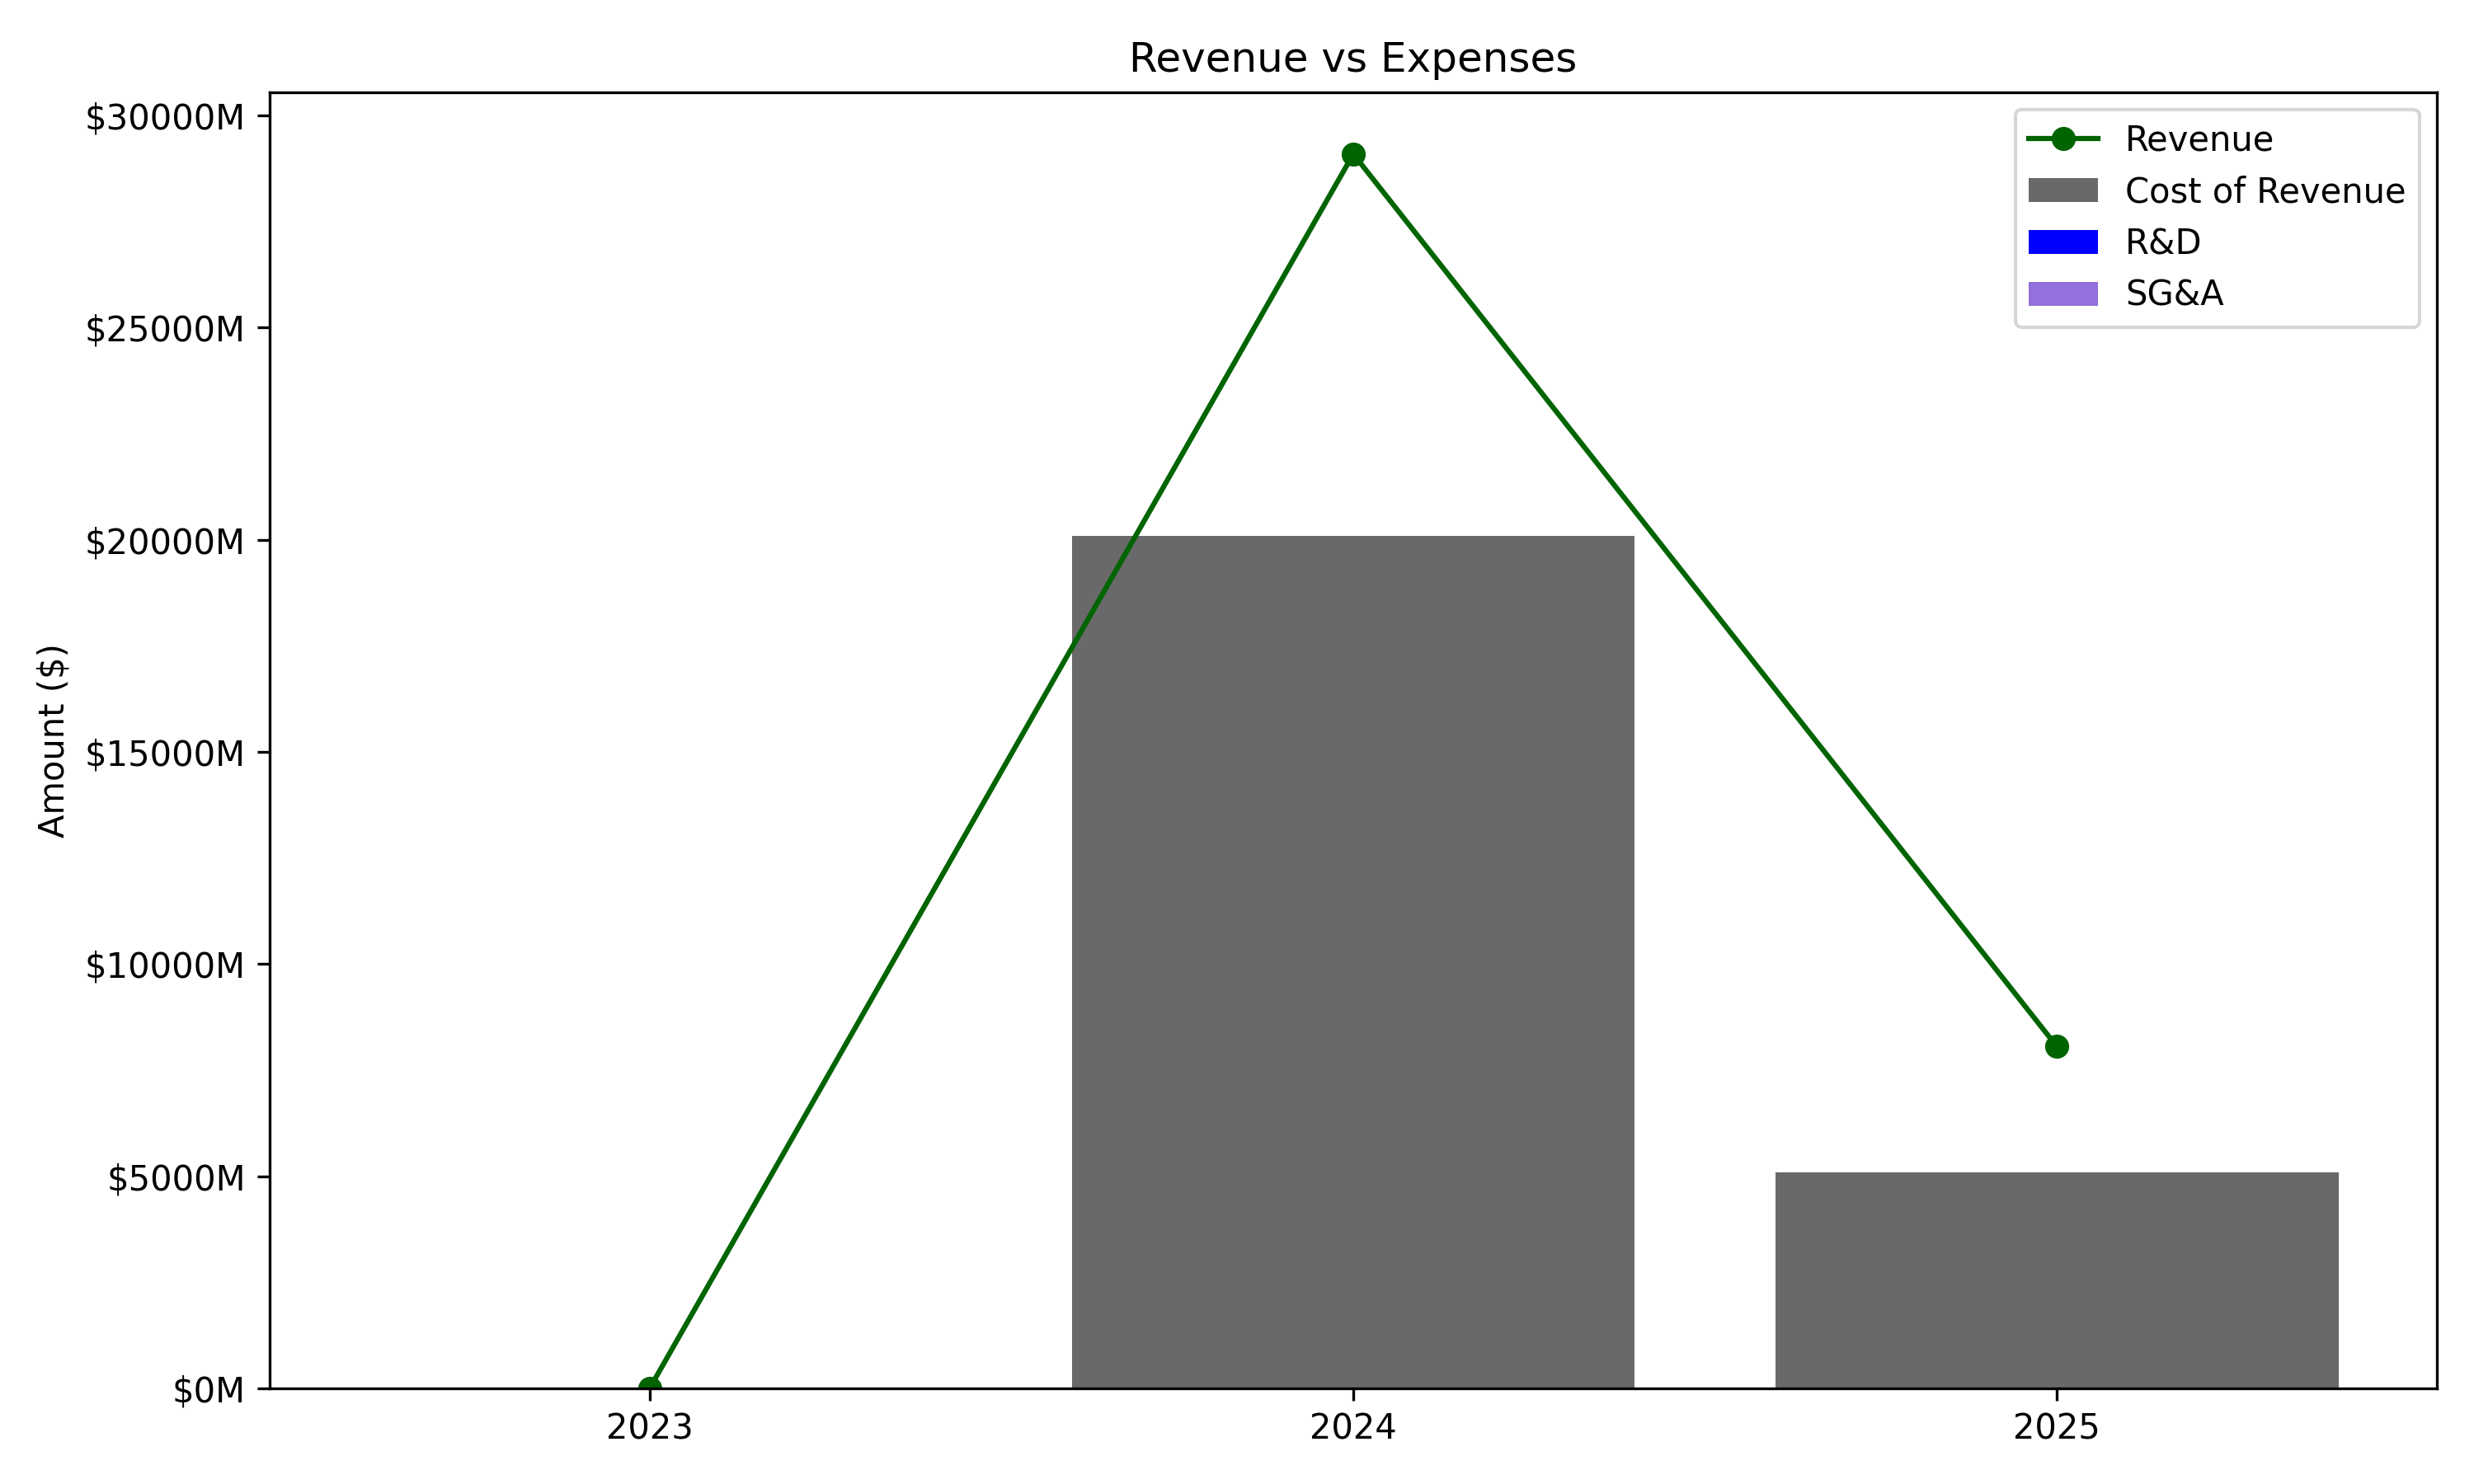 Revenue vs Expenses
$30000M
$25000M
$20000M
$15000M
$10000M
$5000M
$0M
Amount ($)
Revenue
Cost of Revenue
R&D
SG&A
2023
2024
2025